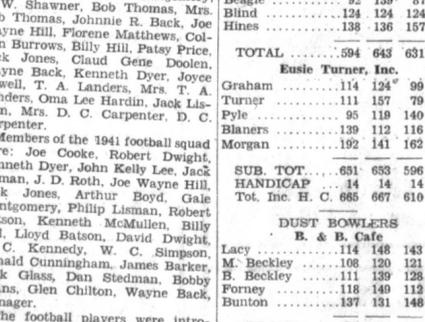 W. Shawner, Bob Thomas, Mrs.
b Thomas, Johnnie R. Back, Joe
yne Hill, Florene Matthews, Col-
n Burrows, Billy Hill, Patsy Price,
ck Jones, Claud Gene Doolen,
yne Back, Kenneth Dyer, Joyce
well, T. A. Landers, Mrs. T. A.
nders, Oma Lee Hardin, Jack Lis-
n, Mrs. D. C. Carpenter, D. C.
rpenter.
Members of the 1941 football squad
re: Joe Cooke, Robert Dwight,
nneth Dyer, John Kelly Lee, Jack
man, J. D. Roth, Joe Wayne Hill,
k Jones, Arthur Boyd, Gale
ntgomery, Philip Lisman, Robert
tson, Kenneth McMullen, Billy
l, Lloyd Batson, David Dwight,
C. Kennedy, W. C. Simpson,
nald Cunningham, James Barker,
k Glass, Dan Stedman, Bobby
ns, Glen Chilton, Wayne Back,
nager.
he football players were intro-
Blind 124 124 124
Hines 138 136 157
TOTAL 594 643 631
Eusie Turner, Inc.
Graham 114 124 99
Turner 111 157 79
Pyle 95 119 140
Blaners 139 112 116
Morgan 192 141 162
SUB. TOT. 651 653 596
HANDICAP 14 14 14
Tot. Inc. H. C. 665 667 610
DUST BOWLERS
B. & B. Cafe
Lacy 114 148 143
M. Beckley 108 120 121
B. Beckley 111 139 128
Forney 118 149 112
Bunton 137 131 148